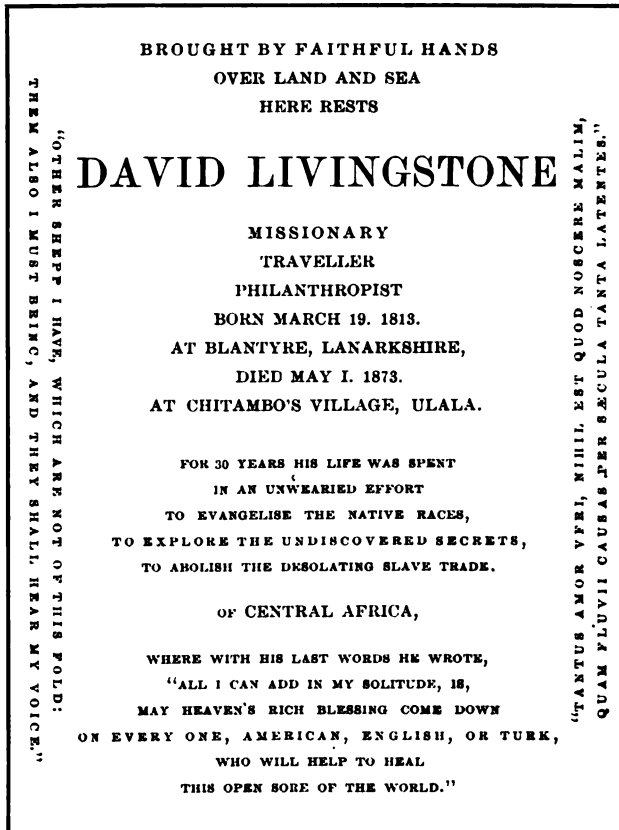 BROUGHT BY FAITHFUL HANDS
OVER LAND AND SEA
HERE RESTS
DAVID LIVINGSTONE
MISSIONARY
TRAVELLER
PHILANTHROPIST
BORN MARCH 19. 1813.
AT BLANTYRE, LANARKSHIRE,
DIED MAY I. 1873.
AT CHITAMBO'S VILLAGE, ULALA.
FOR 30 YEARS HIS LIFE WAS SPENT
IN AN UNWEARIED EFFORT
TO EVANGELISE THE NATIVE RACES,
TO EXPLORE THE UNDISCOVERED SECRETS,
TO ABOLISH THE DESOLATING SLAVE TRADE.
OF CENTRAL AFRICA,
WHERE WITH HIS LAST WORDS HE WROTE,
"ALL I CAN ADD IN MY SOLITUDE, IS,
MAY HEAVEN'S RICH BLESSING COME DOWN
ON EVERY ONE, AMERICAN, ENGLISH, OR TURK,
WHO WILL HELP TO HEAL
THIS OPEN SORE OF THE WORLD."
"OTHER SHEEP I HAVE, WHICH ARE NOT OF THIS FOLD:
THEM ALSO I MUST BRING, AND THEY SHALL HEAR MY VOICE."
"TANTUS AMOR VERI, NIHIL EST QUOD NOSCERE MALIM,
QUAM FLUVII CAUSAS PER SÆCULA TANTA LATENTES."